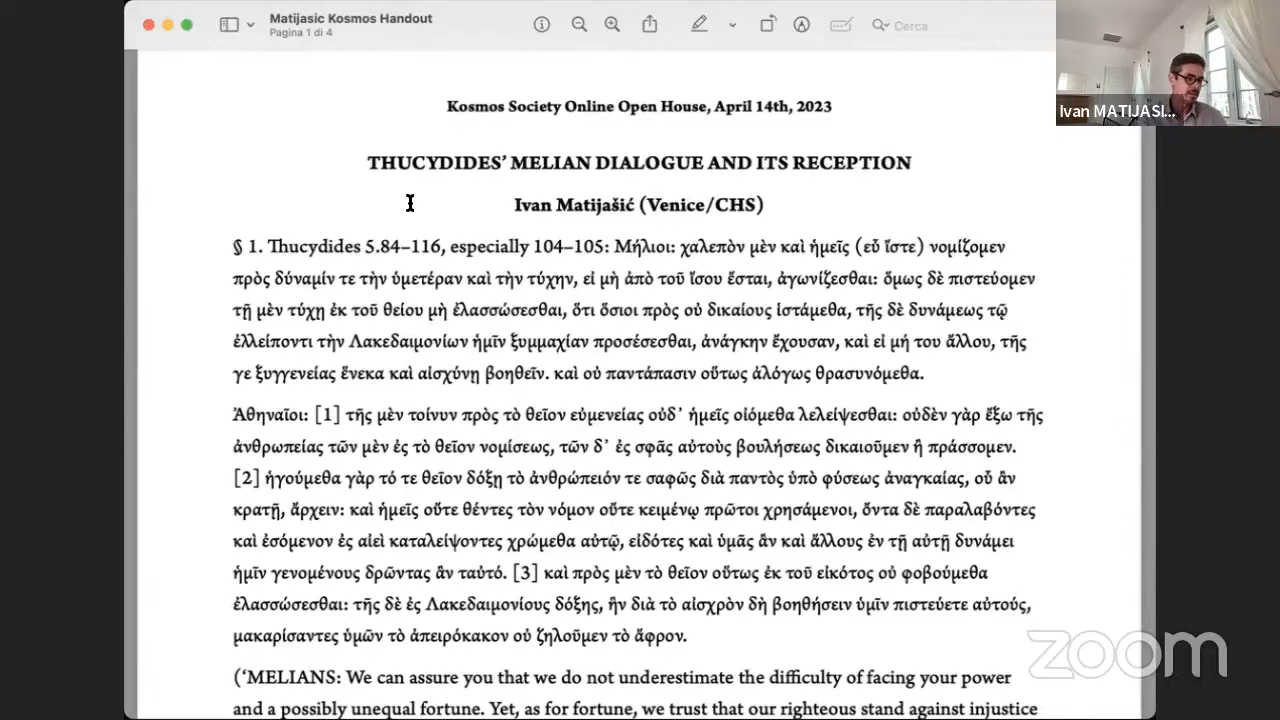 Matijasic Kosmos Handout
Pagina 1 di 4
Cerca
Ivan MATIJASI...
Kosmos Society Online Open House, April 14th, 2023
THUCYDIDES’ MELIAN DIALOGUE AND ITS RECEPTION
Ivan Matijašić (Venice/CHS)
§ 1. Thucydides 5.84–116, especially 104–105: Μήλιοι: χαλεπὸν μὲν καὶ ἡμεῖς (εὖ ἴστε) νομίζομεν
πρὸς δύναμίν τε τὴν ὑμετέραν καὶ τὴν τύχην, εἰ μὴ ἀπὸ τοῦ ἴσου ἔσται, ἀγωνίζεσθαι: ὅμως δὲ πιστεύομεν
τῇ μὲν τύχῃ ἐκ τοῦ θείου μὴ ἐλασσώσεσθαι, ὅτι ὅσιοι πρὸς οὐ δικαίους ἱστάμεθα, τῆς δὲ δυνάμεως τῷ
ἐλλείποντι τὴν Λακεδαιμονίων ἡμῖν ξυμμαχίαν προσέσεσθαι, ἀνάγκην ἔχουσαν, καὶ εἰ μή του ἄλλου, τῆς
γε ξυγγενείας ἕνεκα καὶ αἰσχύνῃ βοηθεῖν. καὶ οὐ παντάπασιν οὕτως ἀλόγως θρασυνόμεθα.
Ἀθηναῖοι: [1] τῆς μὲν τοίνυν πρὸς τὸ θεῖον εὐμενείας οὐδ’ ἡμεῖς οἰόμεθα λελείψεσθαι: οὐδὲν γὰρ ἔξω τῆς
ἀνθρωπείας τῶν μὲν ἐς τὸ θεῖον νομίσεως, τῶν δ’ ἐς σφᾶς αὐτοὺς βουλήσεως δικαιοῦμεν ἢ πράσσομεν.
[2] ἡγούμεθα γὰρ τό τε θεῖον δόξῃ τὸ ἀνθρώπειόν τε σαφῶς διὰ παντὸς ὑπὸ φύσεως ἀναγκαίας, οὗ ἂν
κρατῇ, ἄρχειν: καὶ ἡμεῖς οὔτε θέντες τὸν νόμον οὔτε κειμένῳ πρῶτοι χρησάμενοι, ὄντα δὲ παραλαβόντες
καὶ ἐσόμενον ἐς αἰεὶ καταλείψοντες χρώμεθα αὐτῷ, εἰδότες καὶ ὑμᾶς ἂν καὶ ἄλλους ἐν τῇ αὐτῇ δυνάμει
ἡμῖν γενομένους δρῶντας ἂν ταὐτό. [3] καὶ πρὸς μὲν τὸ θεῖον οὕτως ἐκ τοῦ εἰκότος οὐ φοβούμεθα
ἐλασσώσεσθαι: τῆς δὲ ἐς Λακεδαιμονίους δόξης, ἣν διὰ τὸ αἰσχρὸν δὴ βοηθήσειν ὑμῖν πιστεύετε αὐτούς,
μακαρίσαντες ὑμῶν τὸ ἀπειρόκακον οὐ ζηλοῦμεν τὸ ἄφρον.
(‘MELIANS: We can assure you that we do not underestimate the difficulty of facing your power
and a possibly unequal fortune. Yet, as for fortune, we trust that our righteous stand against injustice
zoom